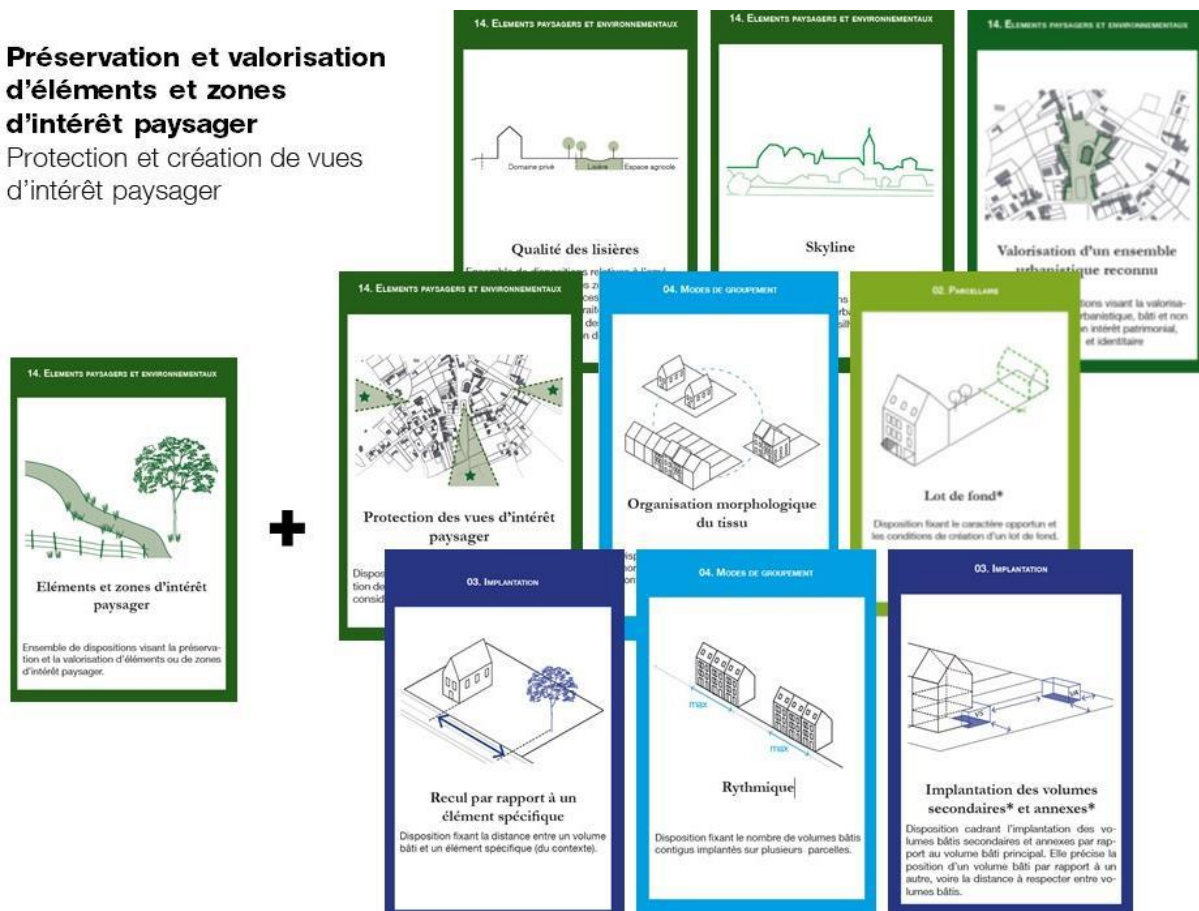 Préservation et valorisation
d'éléments et zones
d'intérêt paysager
Protection et création de vues
d'intérêt paysager
14. ELEMENTS PAYSAGERS ET ENVIRONNEMENTAUX
Domaine privé Lisière Espace agricole
Qualité des lisières
14. ELEMENTS PAYSAGERS ET ENVIRONNEMENTAUX
Skyline
14. ELEMENTS PAYSAGERS ET ENVIRONNEMENTAUX
Valorisation d'un ensemble
urbanistique reconnu
et identitaire
14. ELEMENTS PAYSAGERS ET ENVIRONNEMENTAUX
Eléments et zones d'intérêt
paysager
Ensemble de dispositions visant la préserva-
tion et la valorisation d'éléments ou de zones
d'intérêt paysager.
+
14. ELEMENTS PAYSAGERS ET ENVIRONNEMENTAUX
Protection des vues d'intérêt
paysager
04. MODES DE GROUPEMENT
Organisation morphologique
du tissu
02. PARCELLAIRE
Lot de fond*
Disposition fixant le caractère opportun et
les conditions de création d'un lot de fond.
03. IMPLANTATION
Recul par rapport à un
élément spécifique
Disposition fixant la distance entre un volume
bâti et un élément spécifique (du contexte).
04. MODES DE GROUPEMENT
max
max
Rythmique
Disposition fixant le nombre de volumes bâtis
contigus implantés sur plusieurs parcelles.
03. IMPLANTATION
VS
VA
Implantation des volumes
secondaires* et annexes*
Disposition cadrant l'implantation des vo-
lumes bâtis secondaires et annexes par rap-
port au volume bâti principal. Elle précise la
position d'un volume bâti par rapport à un
autre, voire la distance à respecter entre vo-
lumes bâtis.